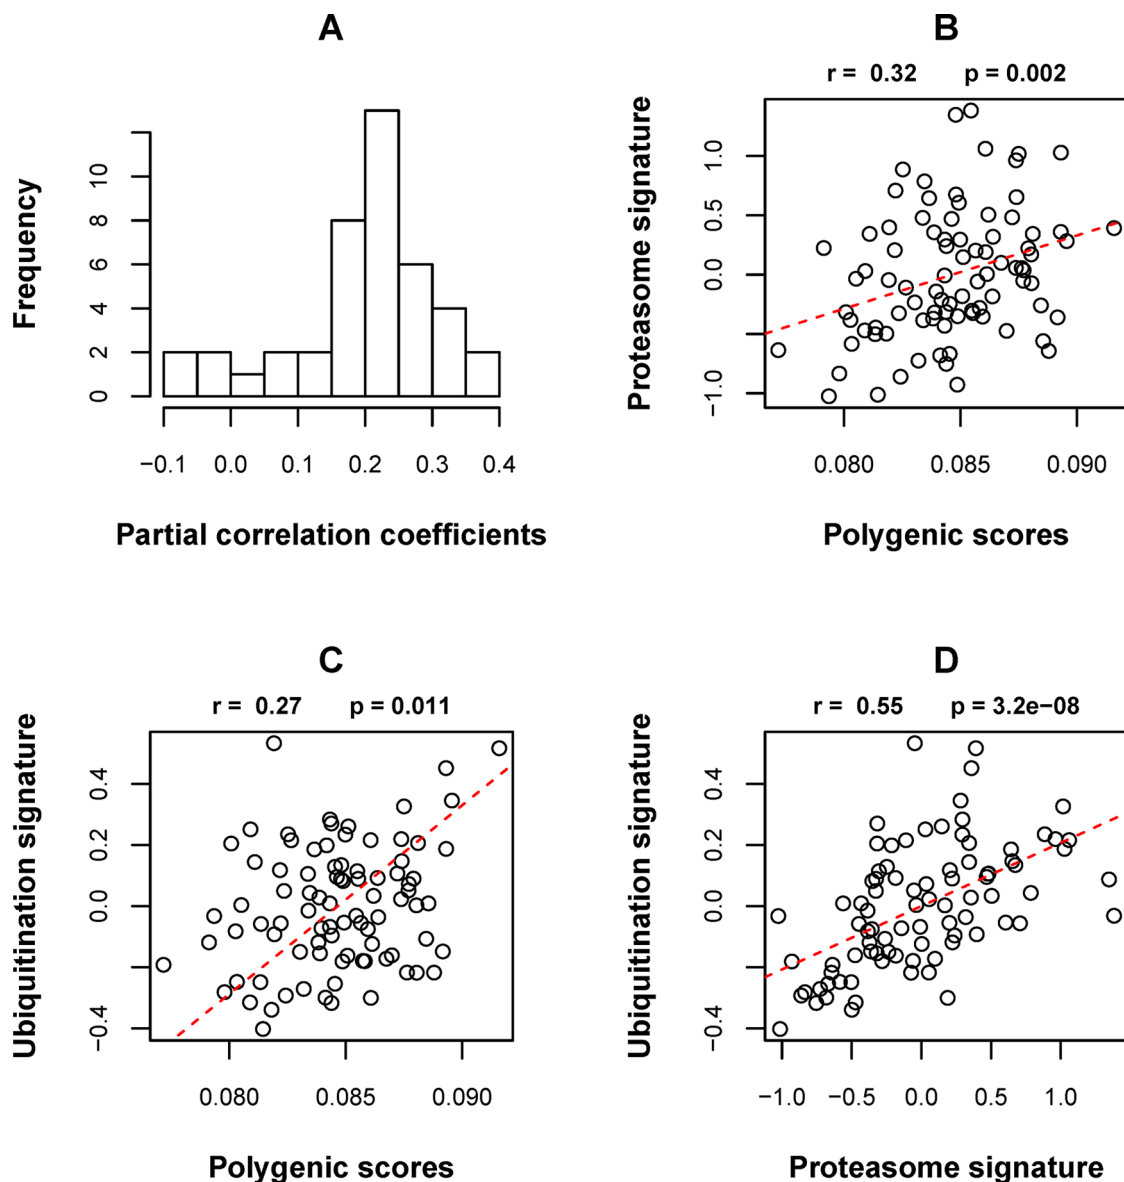 A
Frequency
0 2 4 6 8 10
−0.1 0.0 0.1 0.2 0.3 0.4
Partial correlation coefficients
B
r = 0.32 p = 0.002
Proteasome signature
−1.0 0.0 0.5 1.0
0.080 0.085 0.090
Polygenic scores
C
r = 0.27 p = 0.011
Ubiquitination signature
−0.4 0.0 0.2 0.4
0.080 0.085 0.090
Polygenic scores
D
r = 0.55 p = 3.2e−08
Ubiquitination signature
−0.4 0.0 0.2 0.4
−1.0 −0.5 0.0 0.5 1.0
Proteasome signature